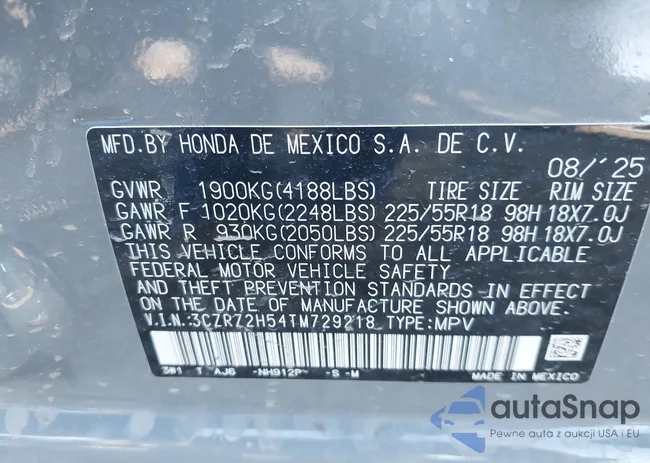 MFD.BY HONDA DE MEXICO S.A. DE C.V.
08/'25
GVWR 1900KG(4188LBS) TIRE SIZE RIM SIZE
GAWR F 1020KG(2248LBS) 225/55R18 98H 18X7.0J
GAWR R 930KG(2050LBS) 225/55R18 98H 18X7.0J
THIS VEHICLE CONFORMS TO ALL APPLICABLE
FEDERAL MOTOR VEHICLE SAFETY
AND THEFT PREVENTION STANDARDS IN EFFECT
ON THE DATE OF MANUFACTURE SHOWN ABOVE.
V.I.N.:3CZRZ2H54TM729218 TYPE:MPV
3W1 T AJ6 -NH912P -S -M
MADE IN MEXICO
autaSnap
Pewne auta z aukcji USA i EU